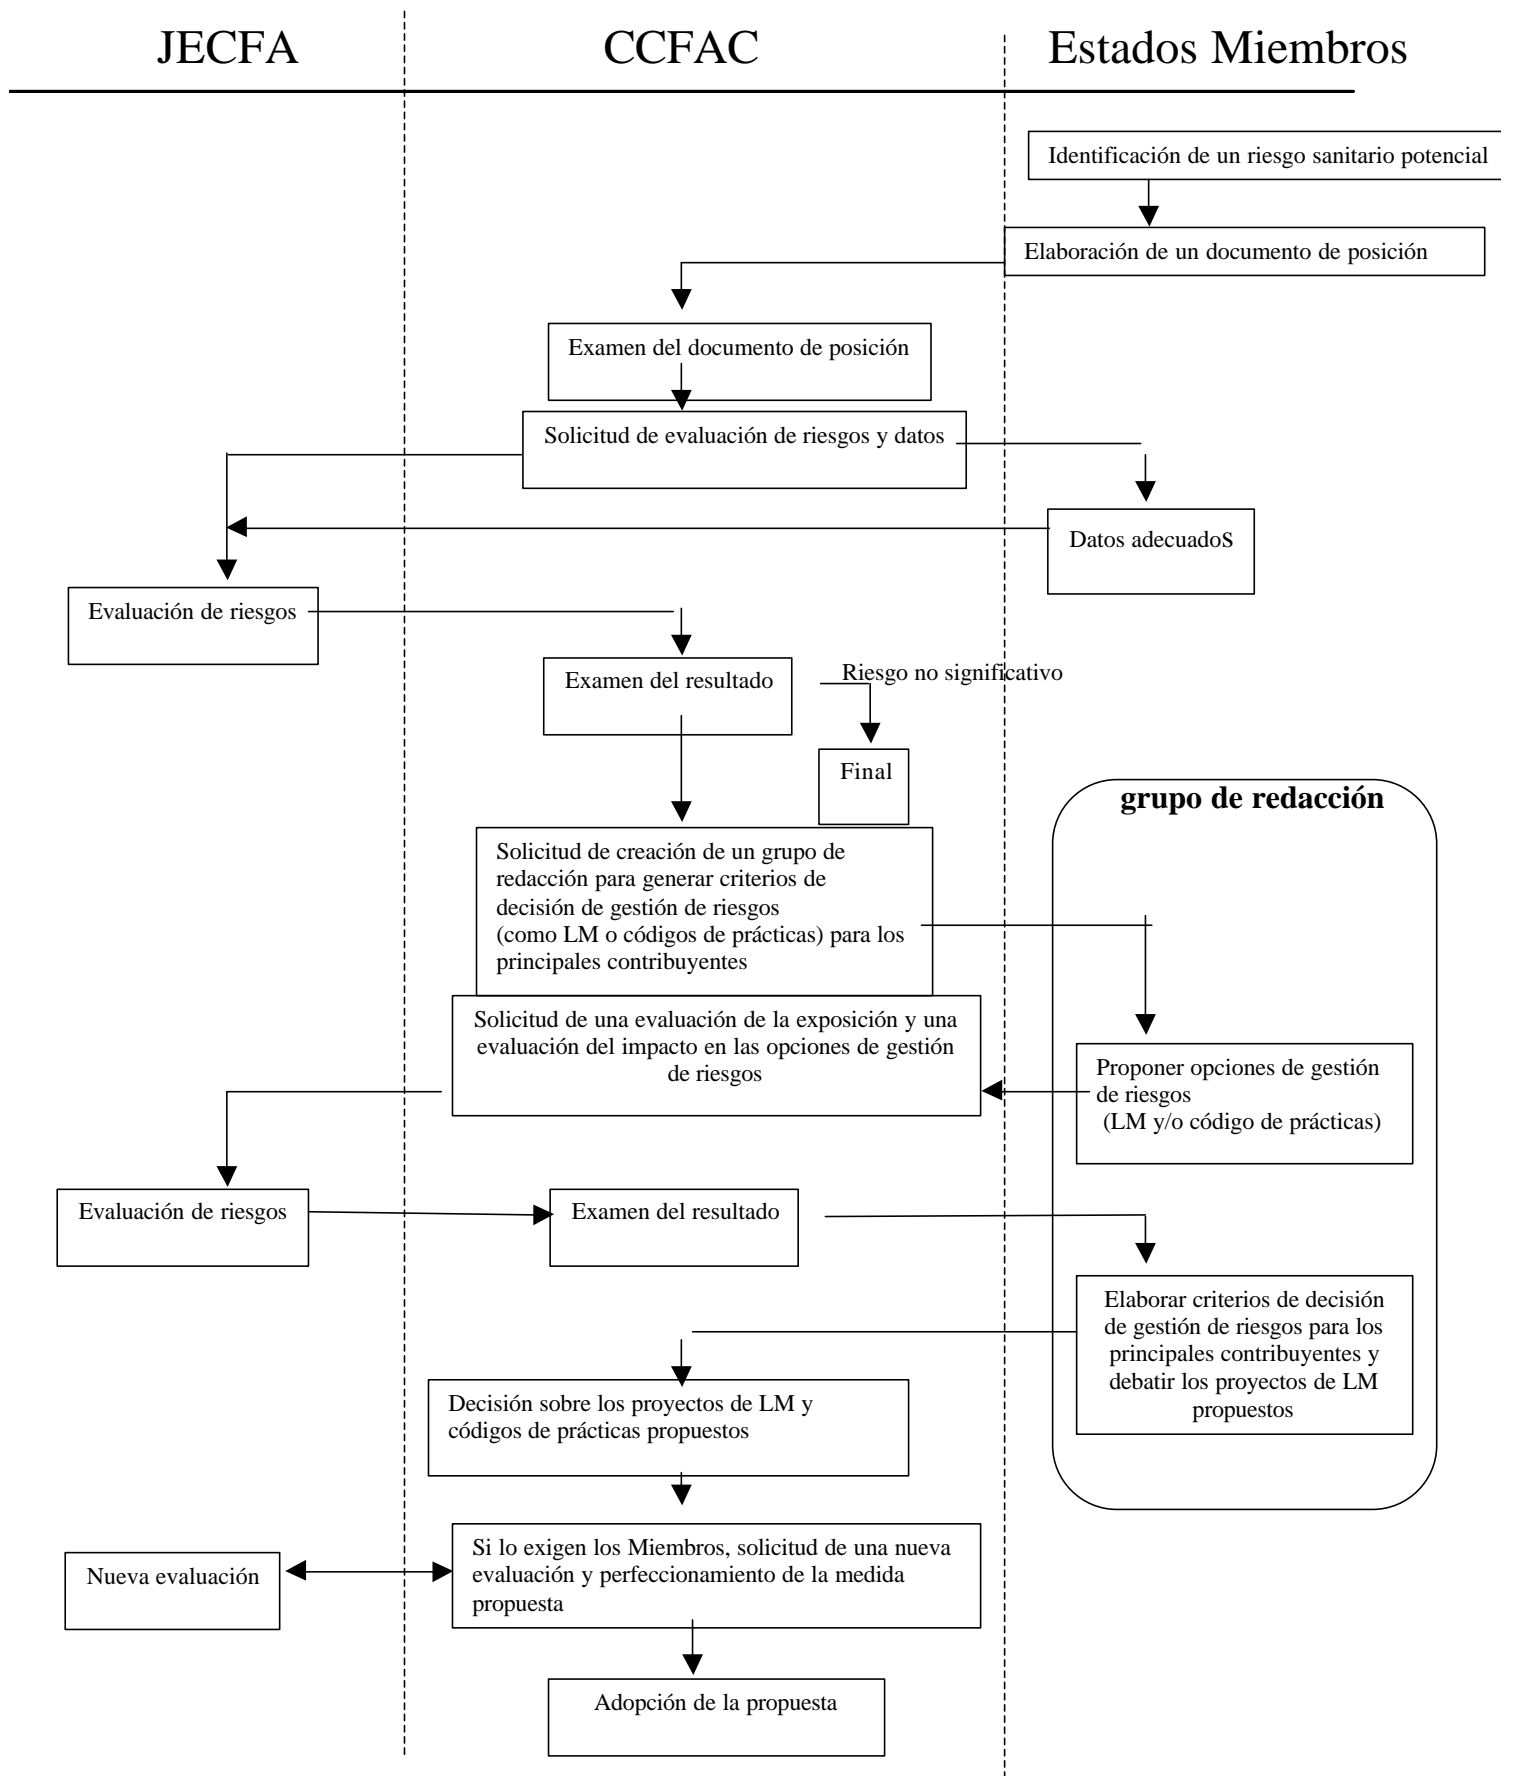 JECFA
CCFAC
Estados Miembros
Identificación de un riesgo sanitario potencial
Elaboración de un documento de posición
Examen del documento de posición
Solicitud de evaluación de riesgos y datos
Datos adecuadoS
Evaluación de riesgos
Examen del resultado
Riesgo no significativo
Final
grupo de redacción
Solicitud de creación de un grupo de
redacción para generar criterios de
decisión de gestión de riesgos
(como LM o códigos de prácticas) para los
principales contribuyentes
Solicitud de una evaluación de la exposición y una
evaluación del impacto en las opciones de gestión
de riesgos
Proponer opciones de gestión
de riesgos
(LM y/o código de prácticas)
Evaluación de riesgos
Examen del resultado
Elaborar criterios de decisión
de gestión de riesgos para los
principales contribuyentes y
debatir los proyectos de LM
propuestos
Decisión sobre los proyectos de LM y
códigos de prácticas propuestos
Si lo exigen los Miembros, solicitud de una nueva
evaluación y perfeccionamiento de la medida
propuesta
Nueva evaluación
Adopción de la propuesta